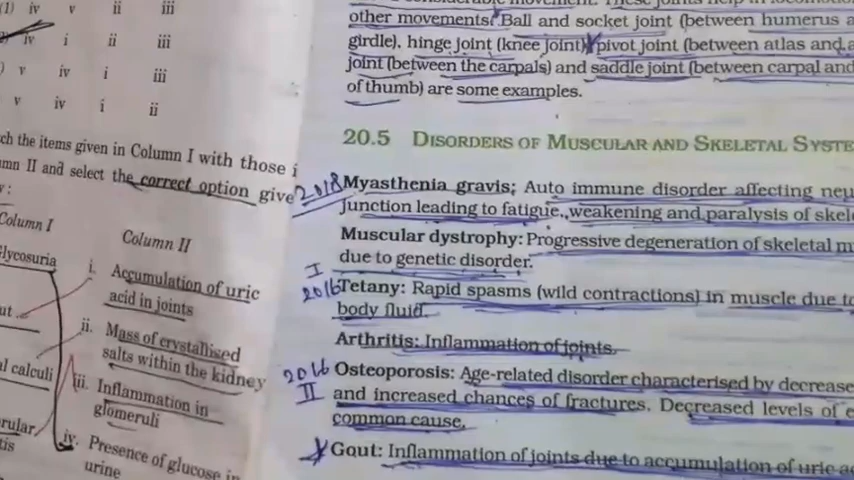 (1) iv v ii iii
iv i ii iii
v iv i iii
v iv i ii
ch the items given in Column I with those i
mn II and select the correct option give
Column I
Column II
Glycosuria
i. Accumulation of uric
acid in joints
ut
ii. Mass of crystallised
salts within the kidney
al calculi
iii. Inflammation in
glomeruli
rular
tis
iv. Presence of glucose in
urine
other movements. Ball and socket joint (between humerus a
girdle), hinge joint (knee joint), pivot joint (between atlas and a
joint (between the carpals) and saddle joint (between carpal and
of thumb) are some examples.
20.5 DISORDERS OF MUSCULAR AND SKELETAL SYSTE
2018 Myasthenia gravis: Auto immune disorder affecting neu
junction leading to fatigue, weakening and paralysis of skel
Muscular dystrophy: Progressive degeneration of skeletal m
due to genetic disorder.
I
2016 Tetany: Rapid spasms (wild contractions) in muscle due to
body fluid.
Arthritis: Inflammation of joints.
2016 Osteoporosis: Age-related disorder characterised by decrease
II and increased chances of fractures. Decreased levels of e
common cause.
Gout: Inflammation of joints due to accumulation of uric a